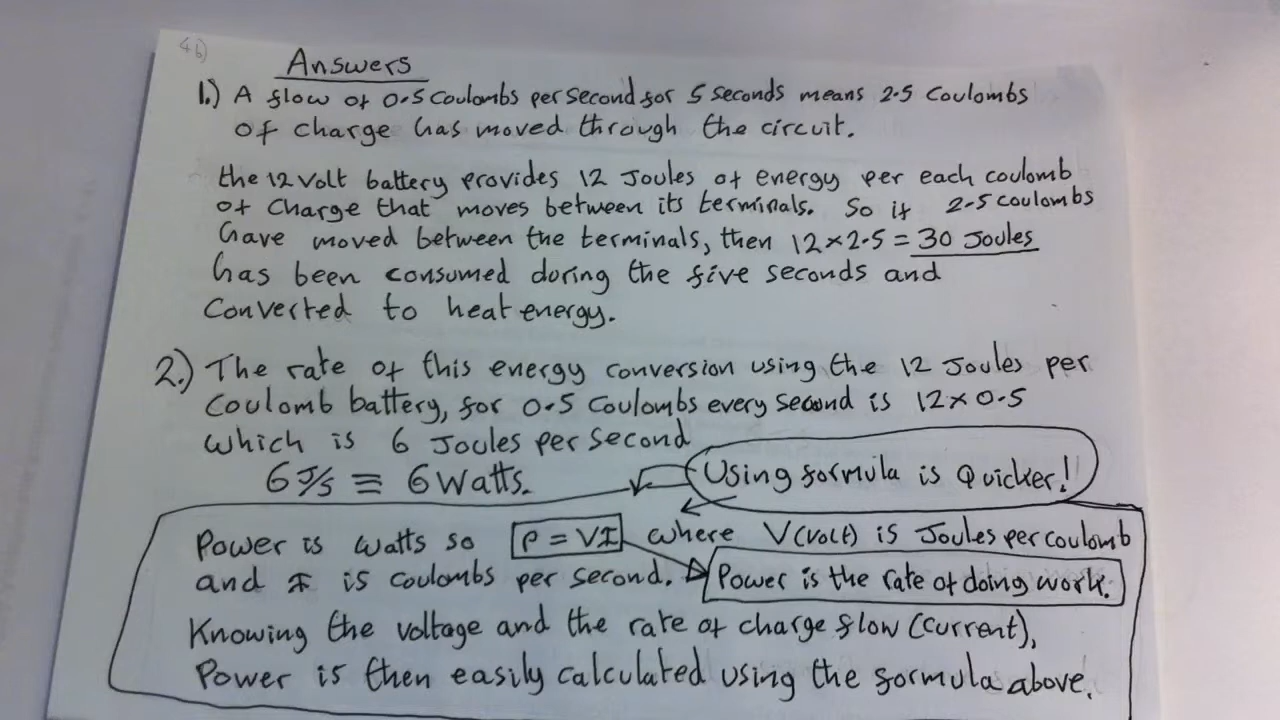 4b)
Answers
1.) A flow of 0.5 Coulombs per second for 5 seconds means 2.5 Coulombs
of charge has moved through the circuit.
the 12 Volt battery provides 12 Joules of energy per each coulomb
of Charge that moves between its terminals. So if 2.5 coulombs
have moved between the terminals, then 12 × 2.5 = 30 Joules
has been consumed during the five seconds and
Converted to heat energy.
2.) The rate of this energy conversion using the 12 Joules per
Coulomb battery, for 0.5 Coulombs every second is 12 × 0.5
which is 6 Joules per second
6 J/s ≡ 6 Watts.
Using formula is Quicker!
Power is watts so P = VI where V (Volt) is Joules per coulomb
and I is coulombs per second. Power is the rate of doing work.
Knowing the voltage and the rate of charge flow (current),
Power is then easily calculated using the formula above.